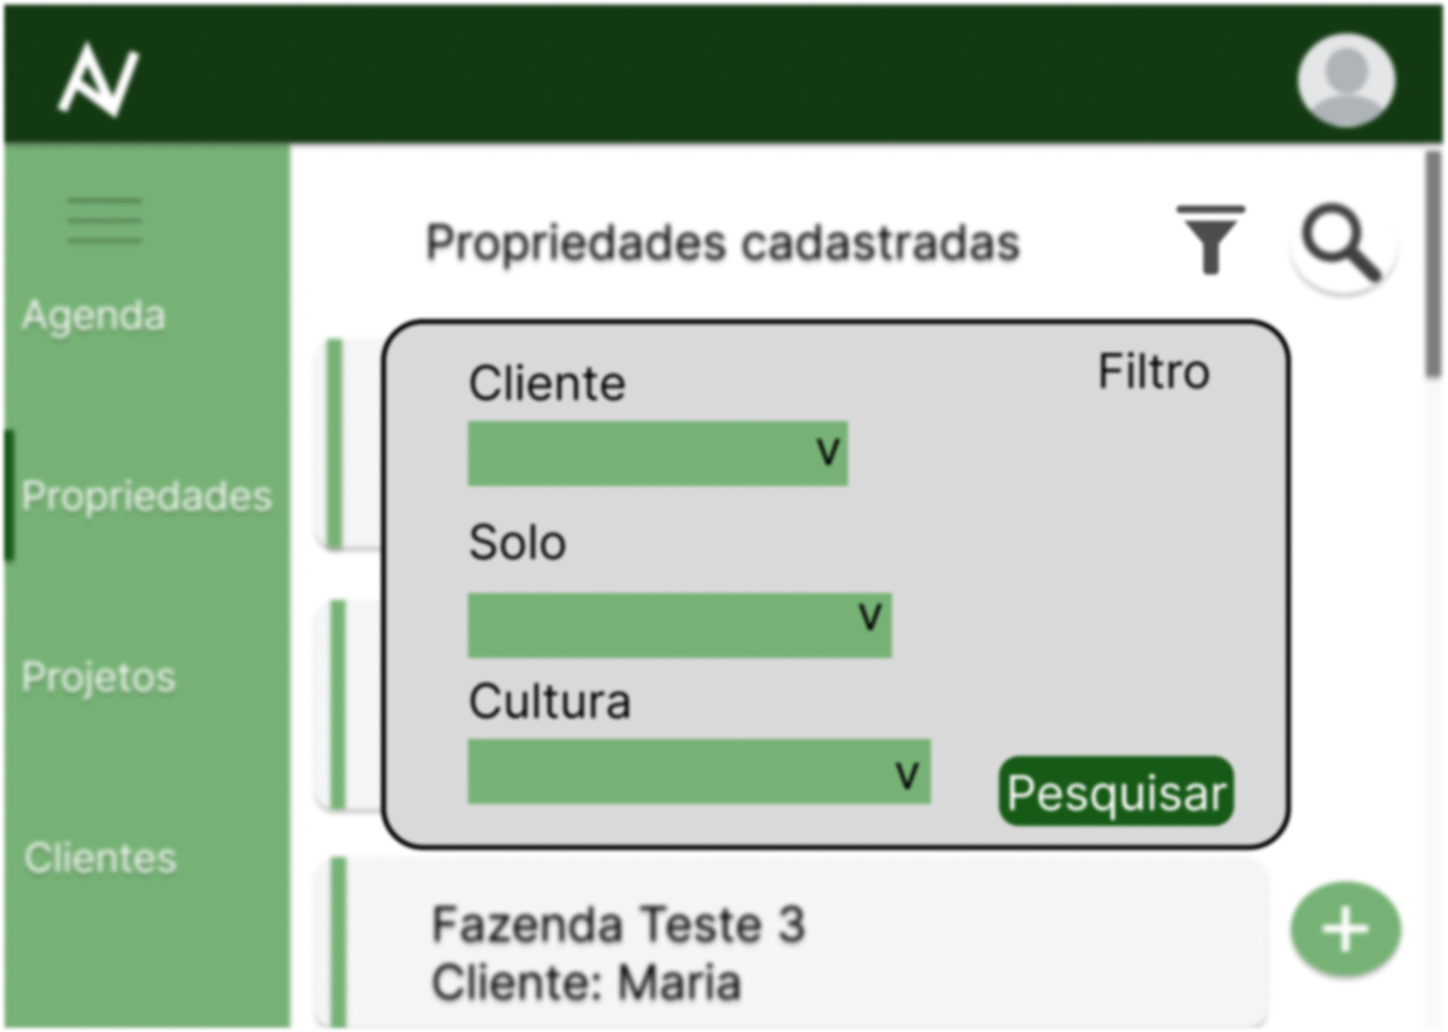 Propriedades cadastradas
Agenda
Propriedades
Projetos
Clientes
Filtro
Cliente
v
Solo
v
Cultura
v
Pesquisar
Fazenda Teste 3
Cliente: Maria